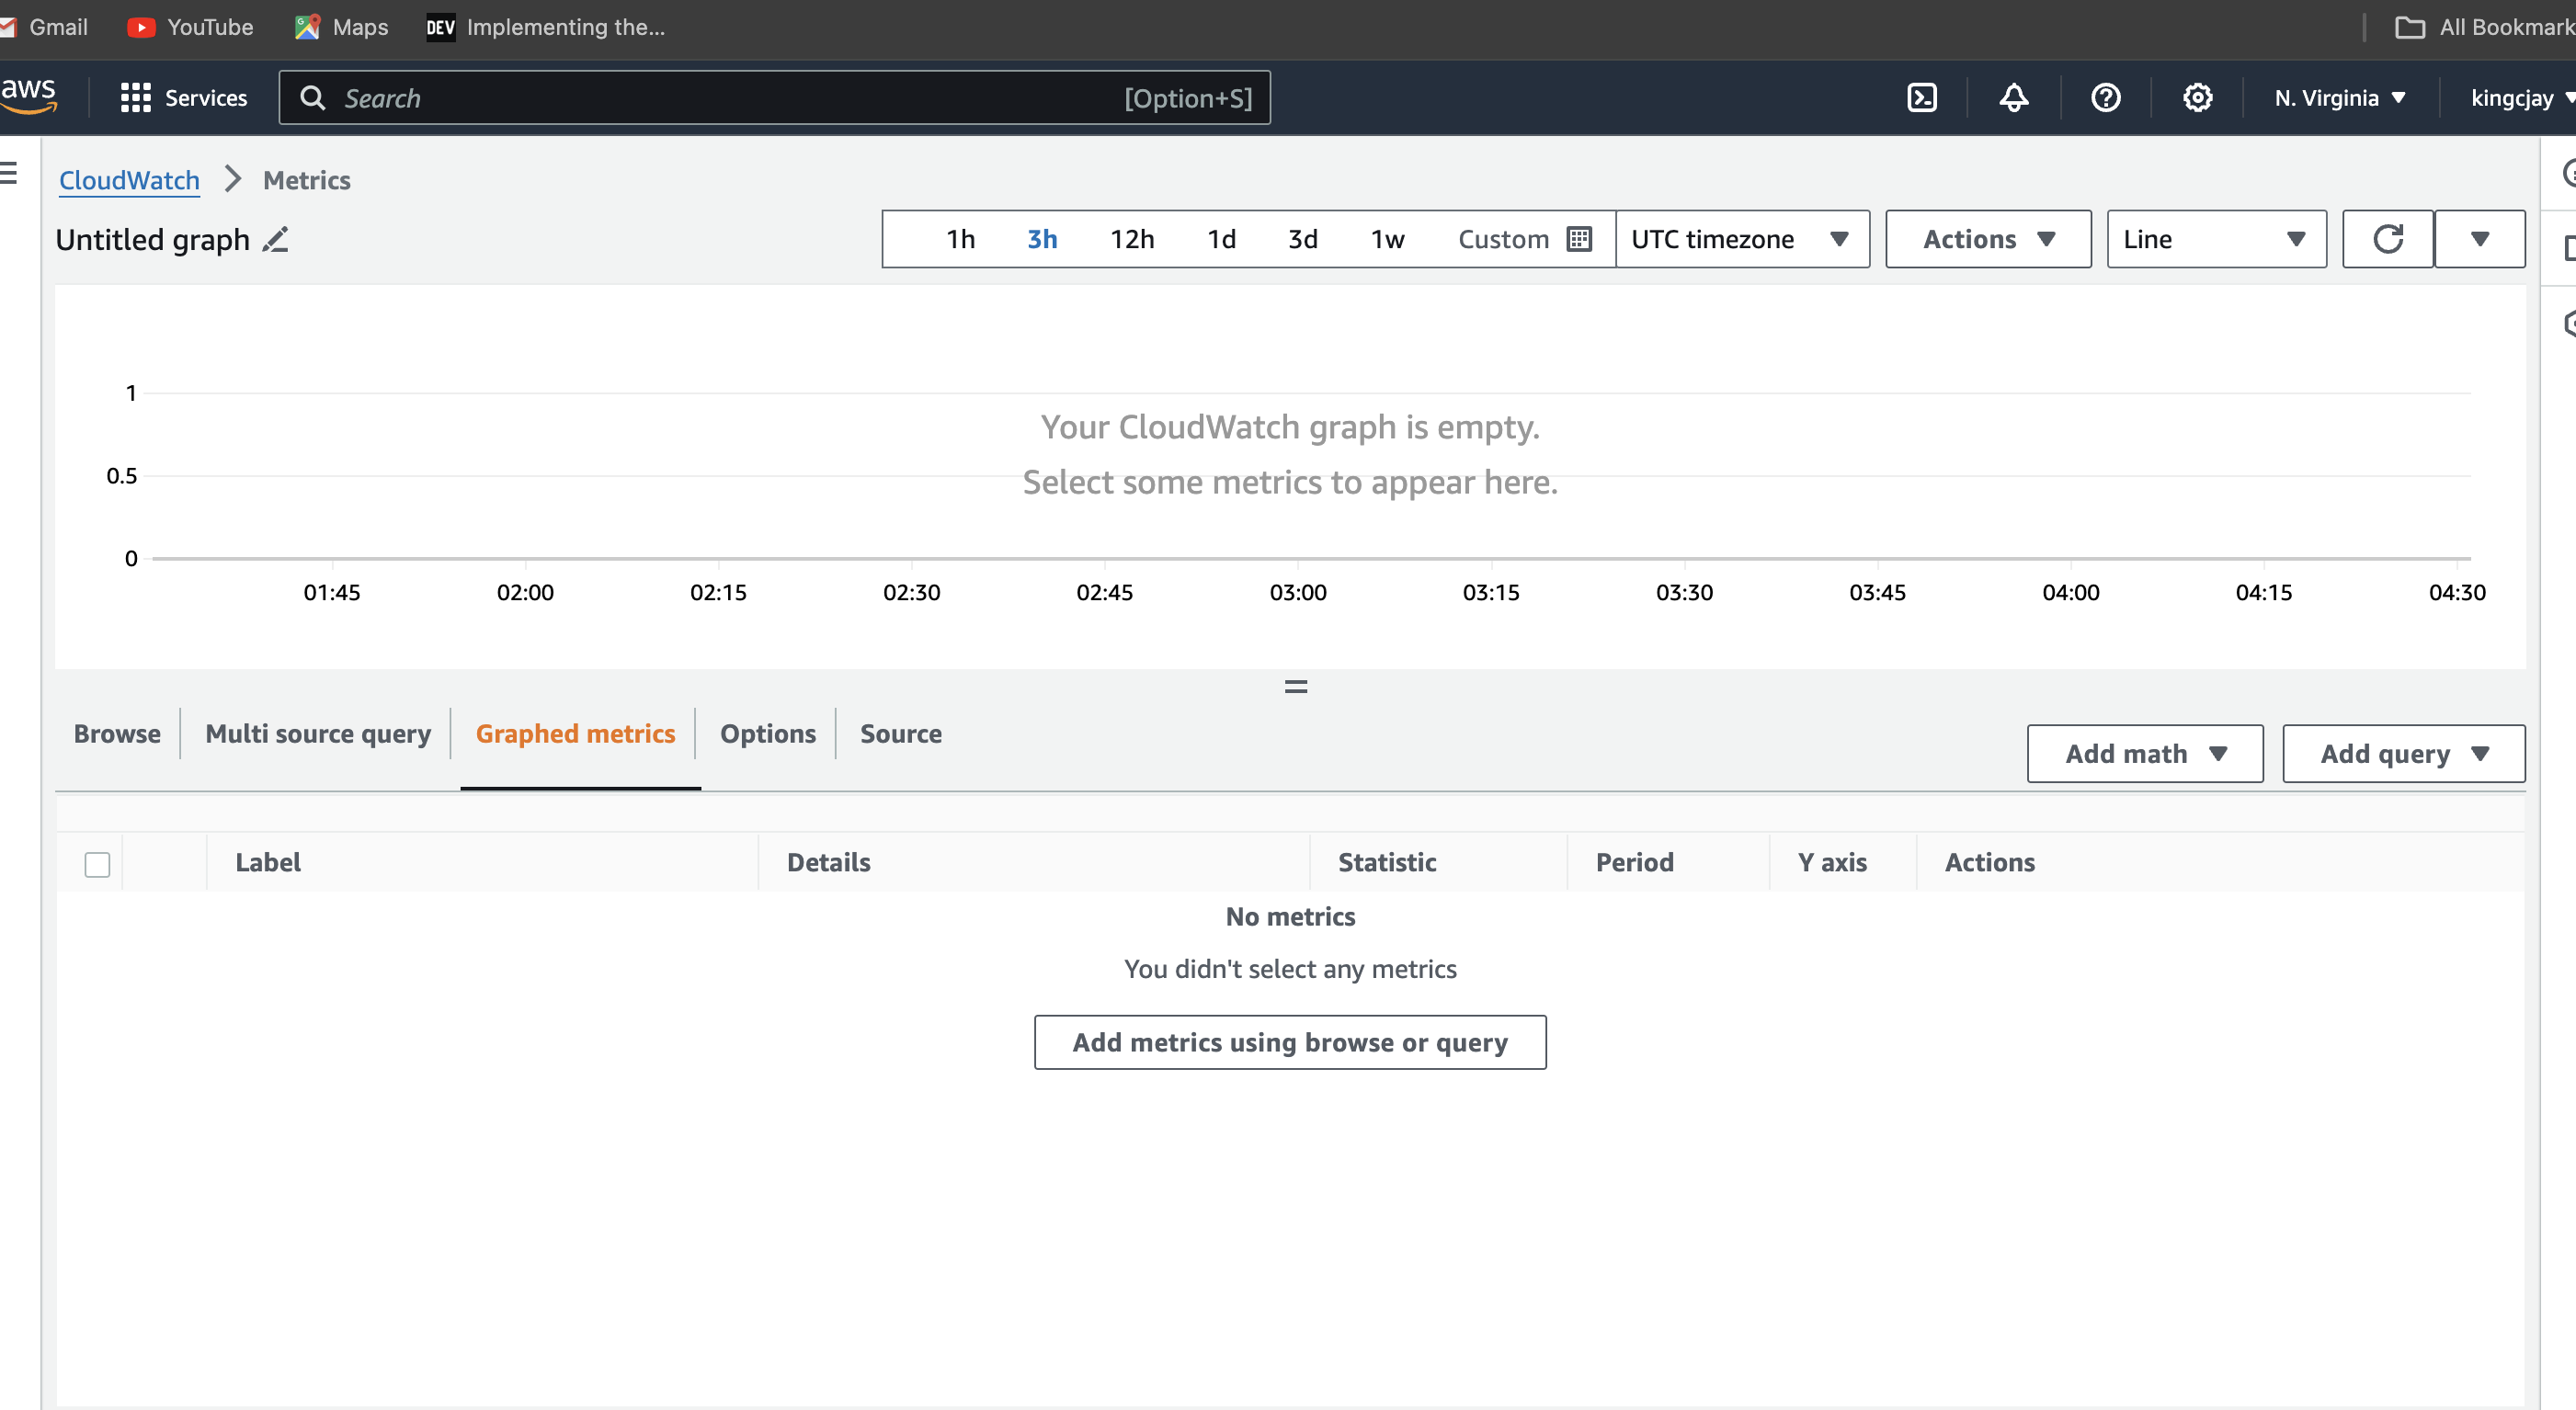 Gmail YouTube Maps DEV Implementing the... All Bookmark
aws Services Search [Option+S] N. Virginia kingcjay
CloudWatch Metrics
Untitled graph 1h 3h 12h 1d 3d 1w Custom UTC timezone Actions Line
1
Your CloudWatch graph is empty.
0.5
Select some metrics to appear here.
0
01:45 02:00 02:15 02:30 02:45 03:00 03:15 03:30 03:45 04:00 04:15 04:30
Browse Multi source query Graphed metrics Options Source
Add math Add query
Label Details Statistic Period Y axis Actions
No metrics
You didn't select any metrics
Add metrics using browse or query